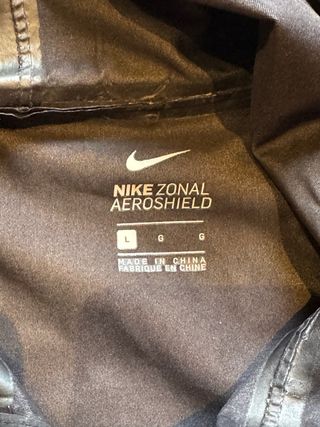 NIKE ZONAL
AEROSHIELD
L G G
MADE IN CHINA
FABRIQUÉ EN CHINE